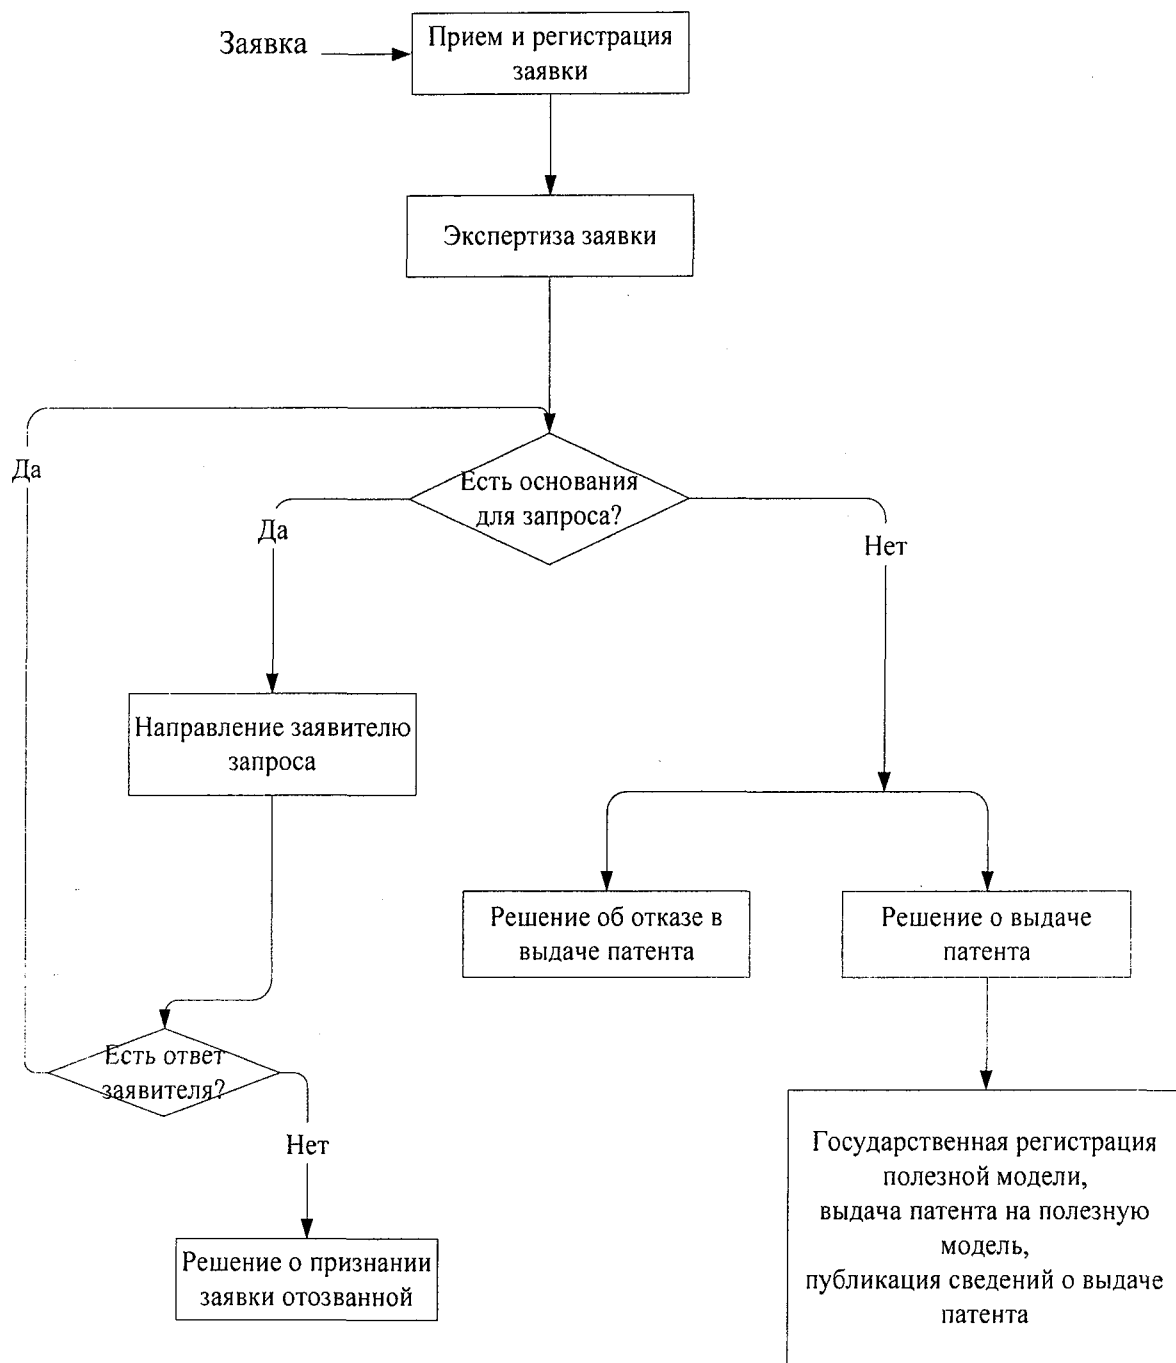 Заявка
Прием и регистрация
заявки
Экспертиза заявки
Да
Есть основания
для запроса?
Да
Нет
Направление заявителю
запроса
Решение об отказе в
выдаче патента
Решение о выдаче
патента
Есть ответ
заявителя?
Нет
Государственная регистрация
полезной модели,
выдача патента на полезную
модель,
публикация сведений о выдаче
патента
Решение о признании
заявки отозванной